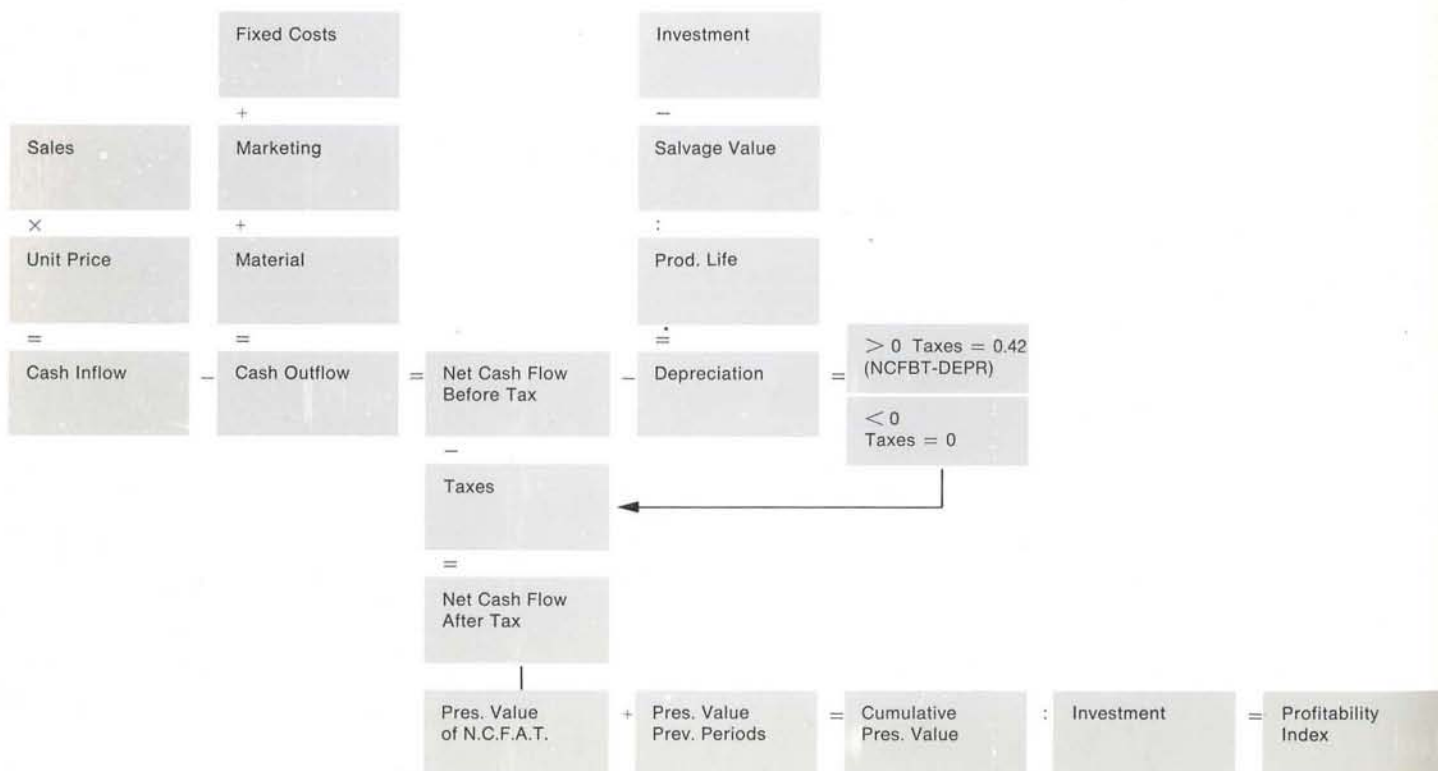 Fixed Costs
Investment
+
−
Sales
Marketing
Salvage Value
×
+
:
Unit Price
Material
Prod. Life
=
=
=
> 0 Taxes = 0.42
(NCFBT-DEPR)
Cash Inflow
−
Cash Outflow
=
Net Cash Flow
Before Tax
−
Depreciation
=
< 0
Taxes = 0
−
Taxes
=
Net Cash Flow
After Tax
Pres. Value
of N.C.F.A.T.
+
Pres. Value
Prev. Periods
=
Cumulative
Pres. Value
:
Investment
=
Profitability
Index